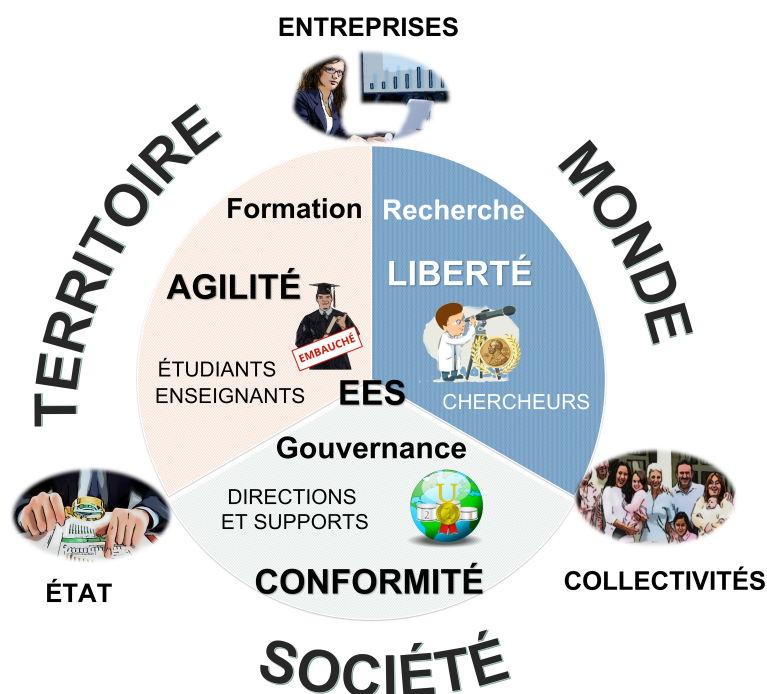 ENTREPRISES
TERRITOIRE
MONDE
Formation
Recherche
AGILITÉ
LIBERTÉ
EMBAUCHÉ
ÉTUDIANTS
ENSEIGNANTS
EES
CHERCHEURS
Gouvernance
DIRECTIONS
ET SUPPORTS
U
2
CONFORMITÉ
ÉTAT
COLLECTIVITÉS
SOCIÉTÉ